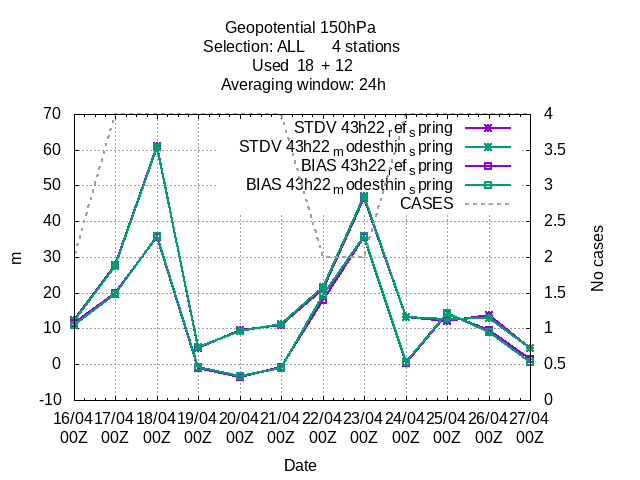 Geopotential 150hPa
Selection: ALL 4 stations
Used 18 + 12
Averaging window: 24h
70
60
50
40
30
20
10
0
-10
m
4
3.5
3
2.5
2
1.5
1
0.5
0
No cases
STDV 43h22refspring
STDV 43h22modesthinspring
BIAS 43h22refspring
BIAS 43h22modesthinspring
CASES
16/04 17/04 18/04 19/04 20/04 21/04 22/04 23/04 24/04 25/04 26/04 27/04
00Z 00Z 00Z 00Z 00Z 00Z 00Z 00Z 00Z 00Z 00Z 00Z
Date